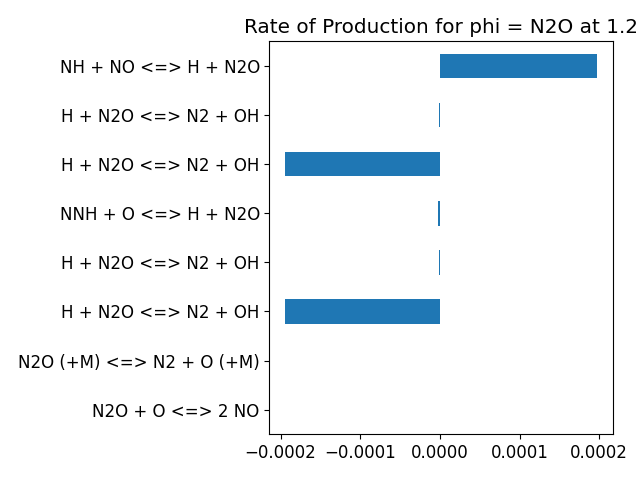 Rate of Production for phi = N2O at 1.2
NH + NO <=> H + N2O
H + N2O <=> N2 + OH
H + N2O <=> N2 + OH
NNH + O <=> H + N2O
H + N2O <=> N2 + OH
H + N2O <=> N2 + OH
N2O (+M) <=> N2 + O (+M)
N2O + O <=> 2 NO
−0.0002 −0.0001 0.0000 0.0001 0.0002